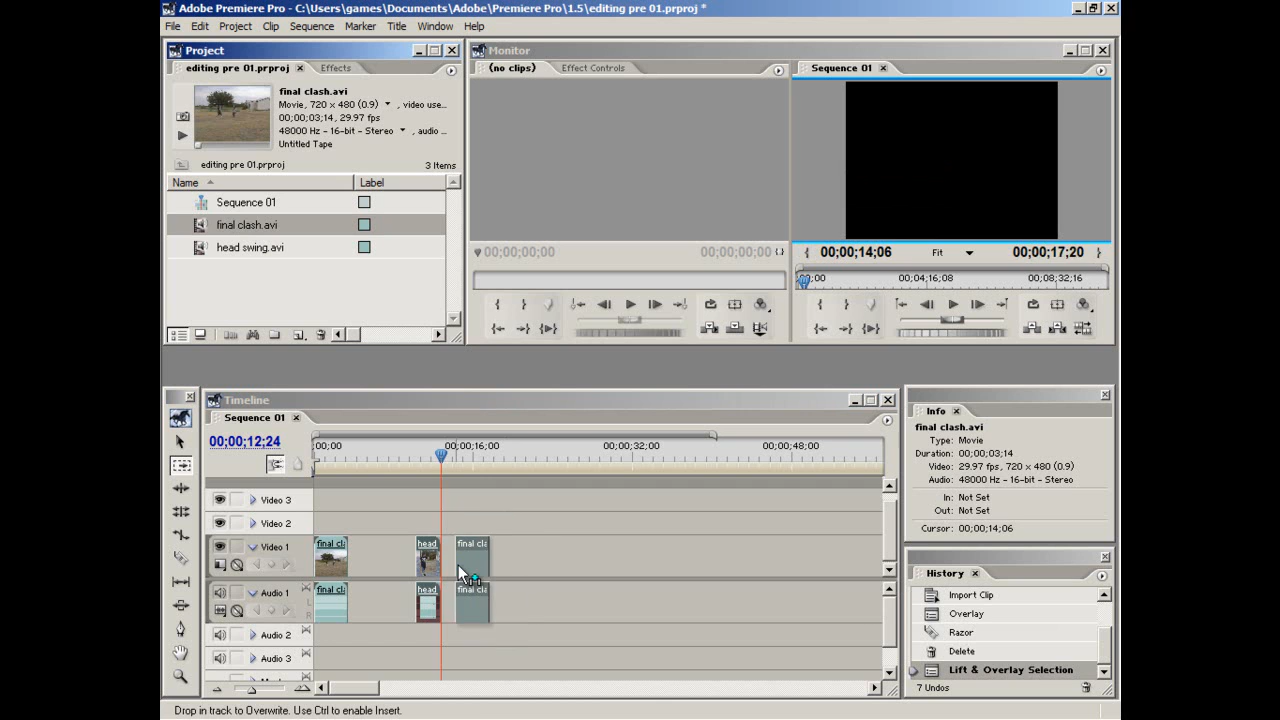 Adobe Premiere Pro - C:\Users\games\Documents\Adobe\Premiere Pro\1.5\editing pre 01.prproj *
File Edit Project Clip Sequence Marker Title Window Help
Project
editing pre 01.prproj Effects
final clash.avi
Movie, 720 x 480 (0.9) , video use...
00;00;03;14, 29.97 fps
48000 Hz - 16-bit - Stereo , audio ...
Untitled Tape
editing pre 01.prproj 3 Items
Name Label
Sequence 01
final clash.avi
head swing.avi
Monitor
(no clips) Effect Controls
00;00;00;00 00;00;00;00
Sequence 01
00;00;14;06 Fit 00;00;17;20
;00 00;04;16;08 00;08;32;16
Timeline
Sequence 01
00;00;12;24
;00;00 00;00;16;00 00;00;32;00 00;00;48;00
Video 3
Video 2
Video 1
final cla head final cla
Audio 1
final cla head final cla
L
R
Audio 2
Audio 3
Info
final clash.avi
Type: Movie
Duration: 00;00;03;14
Video: 29.97 fps, 720 x 480 (0.9)
Audio: 48000 Hz - 16-bit - Stereo
In: Not Set
Out: Not Set
Cursor: 00;00;14;06
History
Import Clip
Overlay
Razor
Delete
Lift & Overlay Selection
7 Undos
Drop in track to Overwrite. Use Ctrl to enable Insert.